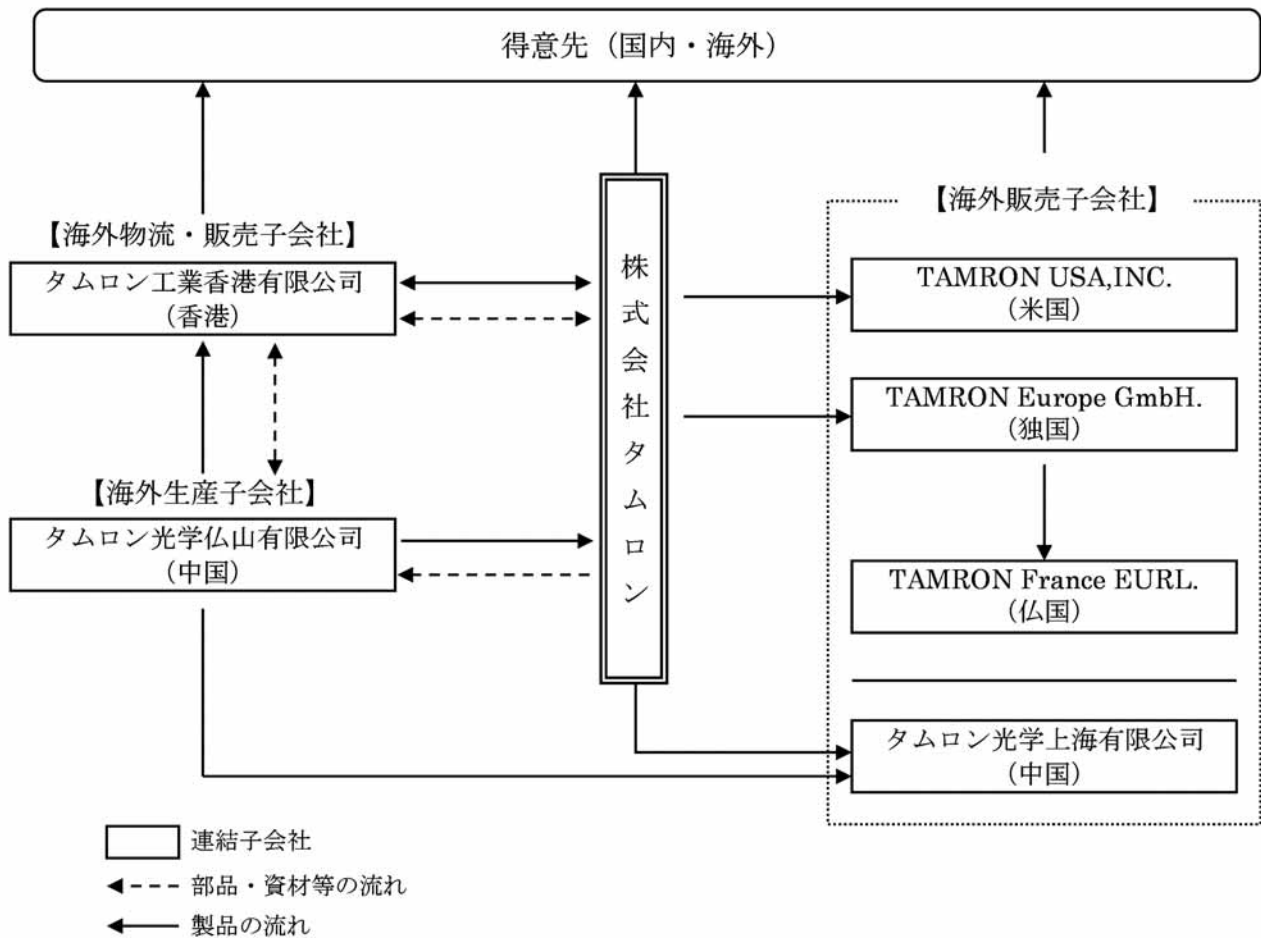 得意先（国内・海外）
【海外物流・販売子会社】
タムロン工業香港有限公司
（香港）
【海外生産子会社】
タムロン光学仏山有限公司
（中国）
株式会社タムロン
【海外販売子会社】
TAMRON USA,INC.
（米国）
TAMRON Europe GmbH.
（独国）
TAMRON France EURL.
（仏国）
タムロン光学上海有限公司
（中国）
連結子会社
部品・資材等の流れ
製品の流れ